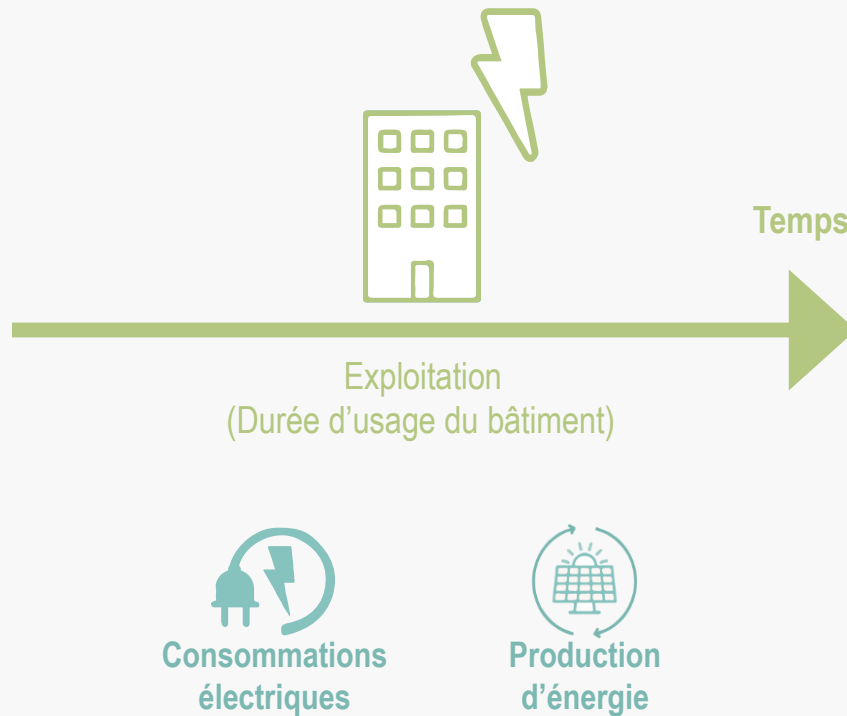 Temps
Exploitation
(Durée d’usage du bâtiment)
Consommations
électriques
Production
d’énergie